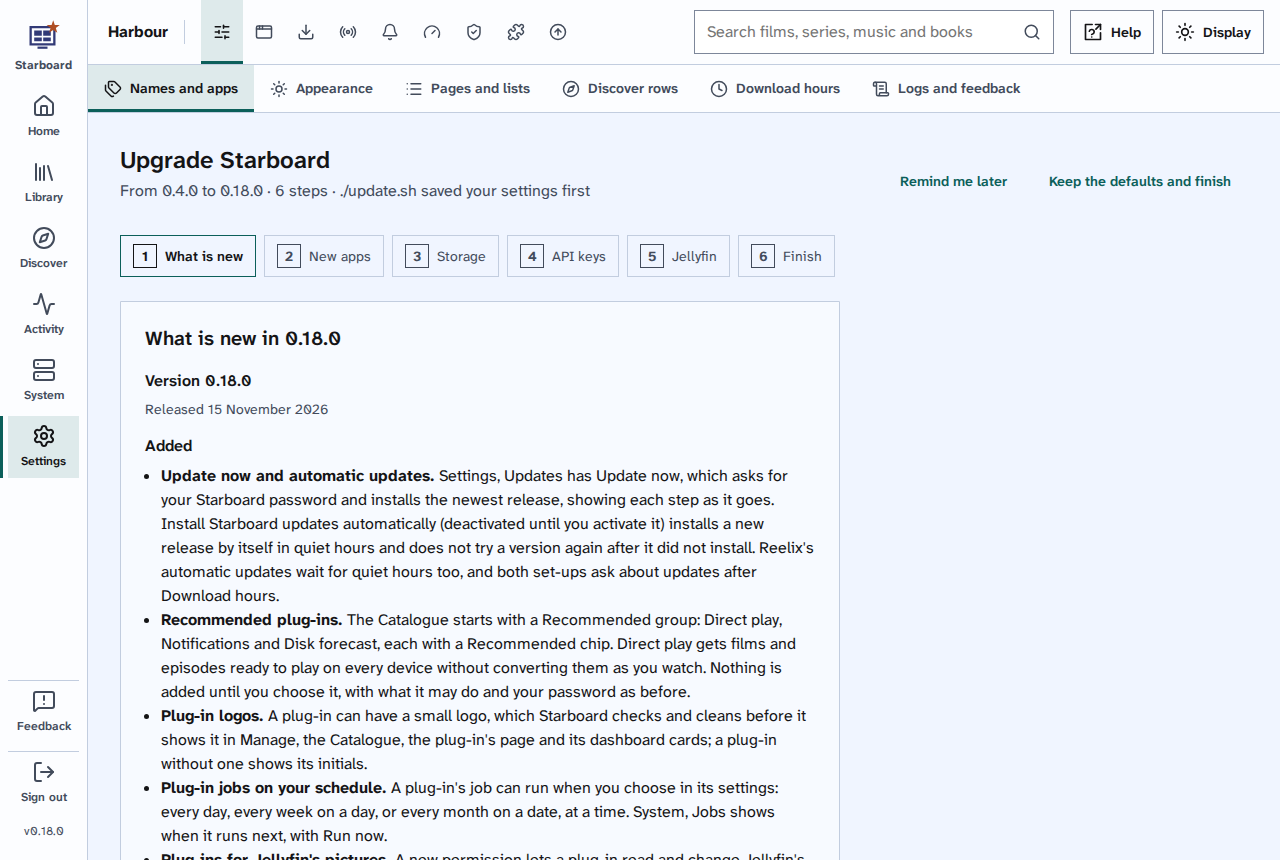 Starboard
Home
Library
Discover
Activity
System
Settings
Feedback
Sign out
v0.18.0
Harbour
Search films, series, music and books
Help
Display
Names and apps
Appearance
Pages and lists
Discover rows
Download hours
Logs and feedback
Upgrade Starboard
From 0.4.0 to 0.18.0 · 6 steps · ./update.sh saved your settings first
Remind me later
Keep the defaults and finish
1 What is new
2 New apps
3 Storage
4 API keys
5 Jellyfin
6 Finish
What is new in 0.18.0
Version 0.18.0
Released 15 November 2026
Added
• Update now and automatic updates. Settings, Updates has Update now, which asks for
your Starboard password and installs the newest release, showing each step as it goes.
Install Starboard updates automatically (deactivated until you activate it) installs a new
release by itself in quiet hours and does not try a version again after it did not install. Reelix's
automatic updates wait for quiet hours too, and both set-ups ask about updates after
Download hours.
• Recommended plug-ins. The Catalogue starts with a Recommended group: Direct play,
Notifications and Disk forecast, each with a Recommended chip. Direct play gets films and
episodes ready to play on every device without converting them as you watch. Nothing is
added until you choose it, with what it may do and your password as before.
• Plug-in logos. A plug-in can have a small logo, which Starboard checks and cleans before it
shows it in Manage, the Catalogue, the plug-in's page and its dashboard cards; a plug-in
without one shows its initials.
• Plug-in jobs on your schedule. A plug-in's job can run when you choose in its settings:
every day, every week on a day, or every month on a date, at a time. System, Jobs shows
when it runs next, with Run now.
• Plug-ins for Jellyfin's pictures. A new permission lets a plug-in read and change Jellyfin's